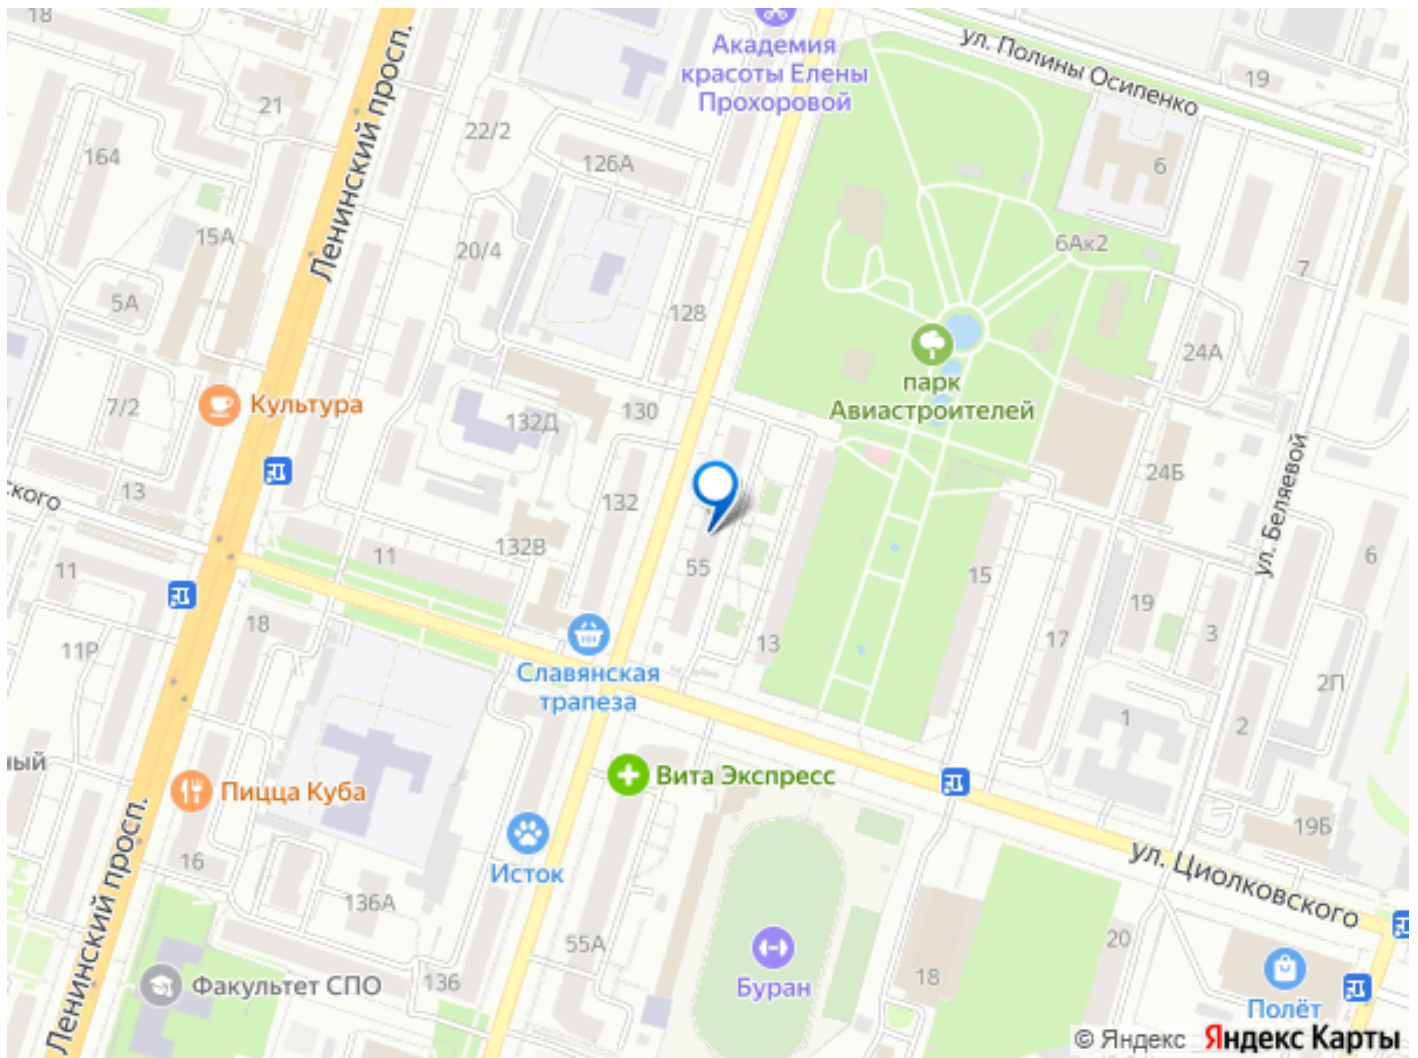 18
Академия
красоты Елены
Прохоровой
ул. Полины Осипенко
19
Ленинский просп.
21
22/2
164
126А
6
15А
20/4
6Ак2
7
5А
128
24А
парк
Авиастроителей
7/2
Культура
132Д
130
ул. Беляевой
24Б
13
ского
132
11
132В
55
15
6
11
18
19
3
17
13
11Р
Славянская
трапеза
2П
1
2
ный
Пицца Куба
Вита Экспресс
19Б
ул. Циолковского
Ленинский просп.
16
Исток
136А
55А
20
Факультет СПО
136
Буран
18
Полёт
© Яндекс Яндекс Карты